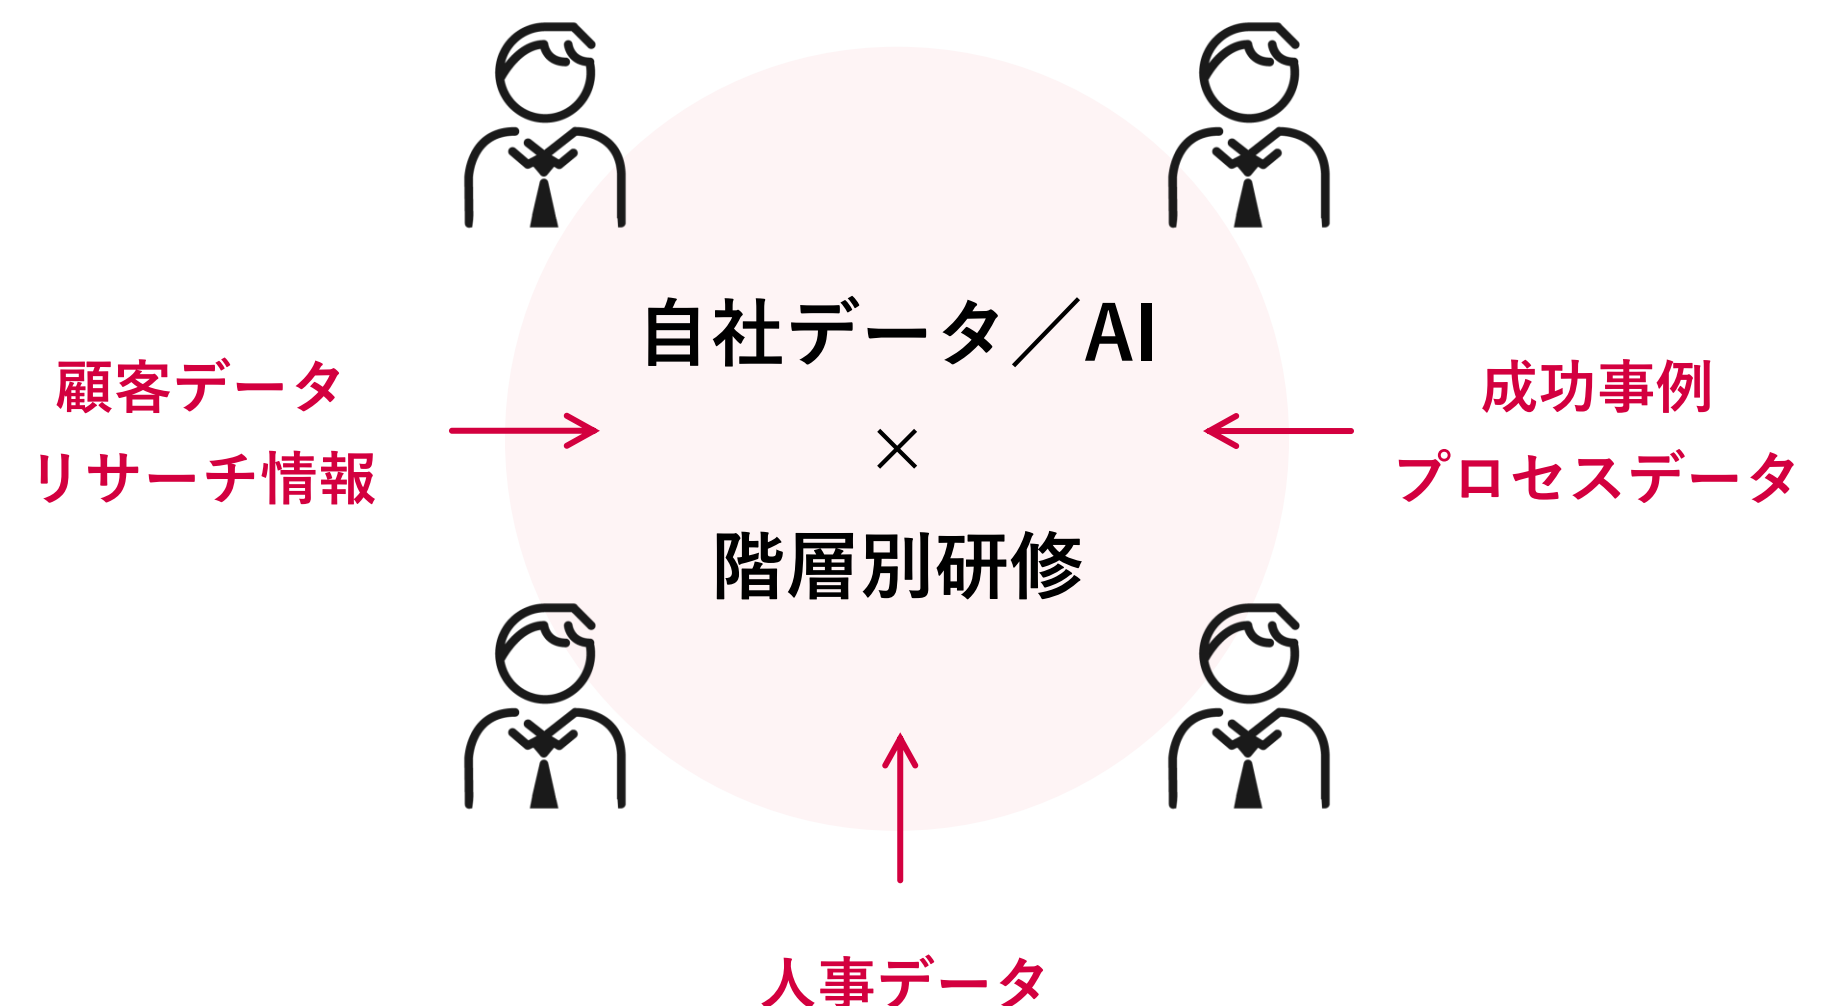 自社データ／AI
×
階層別研修
顧客データ
リサーチ情報
成功事例
プロセスデータ
人事データ